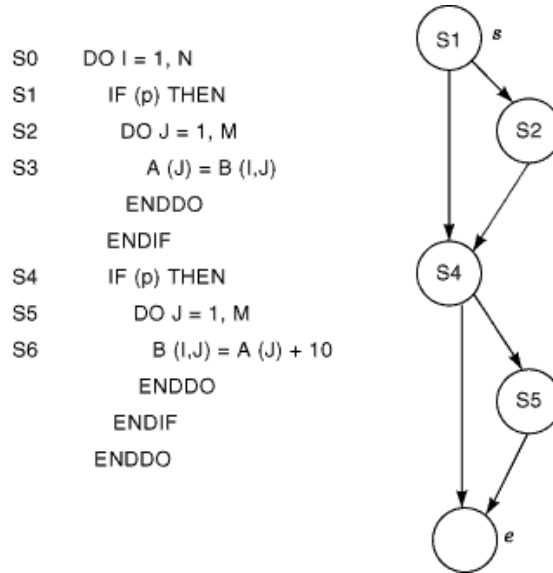 S0 DO I = 1, N
S1 IF (p) THEN
S2 DO J = 1, M
S3 A (J) = B (I,J)
ENDDO
ENDIF
S4 IF (p) THEN
S5 DO J = 1, M
S6 B (I,J) = A (J) + 10
ENDDO
ENDIF
ENDDO
S1 s
S2
S4
S5
e